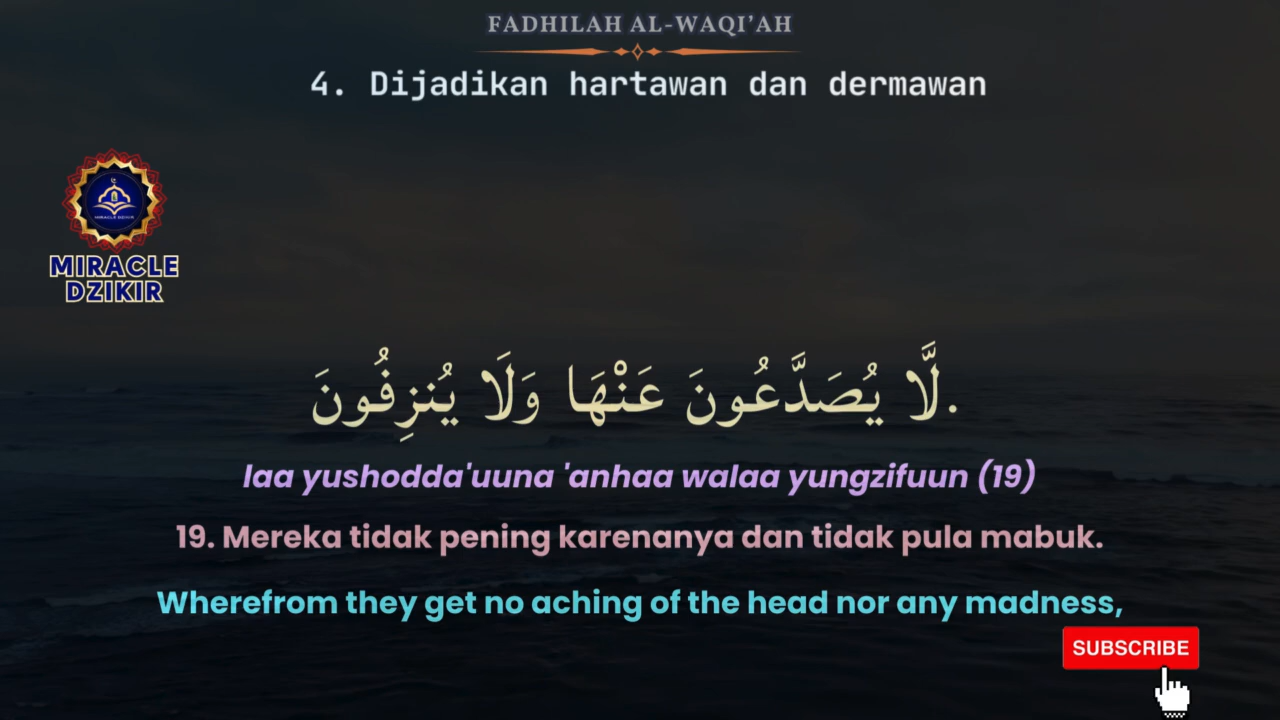 FADHILAH AL-WAQI'AH
4. Dijadikan hartawan dan dermawan
MIRACLE
DZIKIR
لَّا يُصَدَّعُونَ عَنْهَا وَلَا يُنزِفُونَ.
laa yushodda'uuna 'anhaa walaa yungzifuun (19)
19. Mereka tidak pening karenanya dan tidak pula mabuk.
Wherefrom they get no aching of the head nor any madness,
SUBSCRIBE